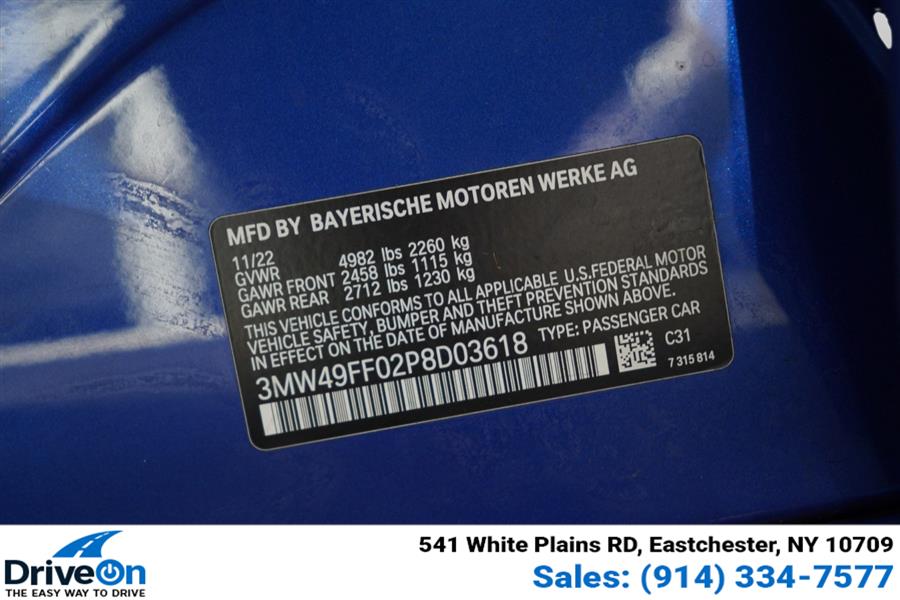 MFD BY BAYERISCHE MOTOREN WERKE AG
11/22
GVWR 4982 lbs 2260 kg
GAWR FRONT 2458 lbs 1115 kg
GAWR REAR 2712 lbs 1230 kg
THIS VEHICLE CONFORMS TO ALL APPLICABLE U.S.FEDERAL MOTOR
VEHICLE SAFETY, BUMPER AND THEFT PREVENTION STANDARDS
IN EFFECT ON THE DATE OF MANUFACTURE SHOWN ABOVE.
3MW49FF02P8D03618 TYPE: PASSENGER CAR
C31
7 315 814
DriveOn
THE EASY WAY TO DRIVE
541 White Plains RD, Eastchester, NY 10709
Sales: (914) 334-7577